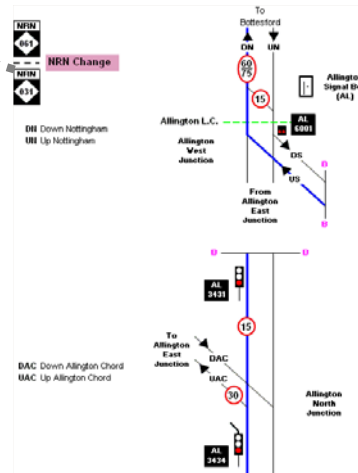 To
Bottesford
NRN
061
NRN Change
NRN
031
DN UN
60
75
15
Allington
Signal Bo
(AL)
Allington L.C.
AL
6001
DN Down Nottingham
UN Up Nottingham
Allington
West
Junction
DS
US
From
Allington
East
Junction
AL
3431
15
To
Allington
East
Junction
DAC
UAC
30
DAC Down Allington Chord
UAC Up Allington Chord
Allington
North
Junction
AL
3434